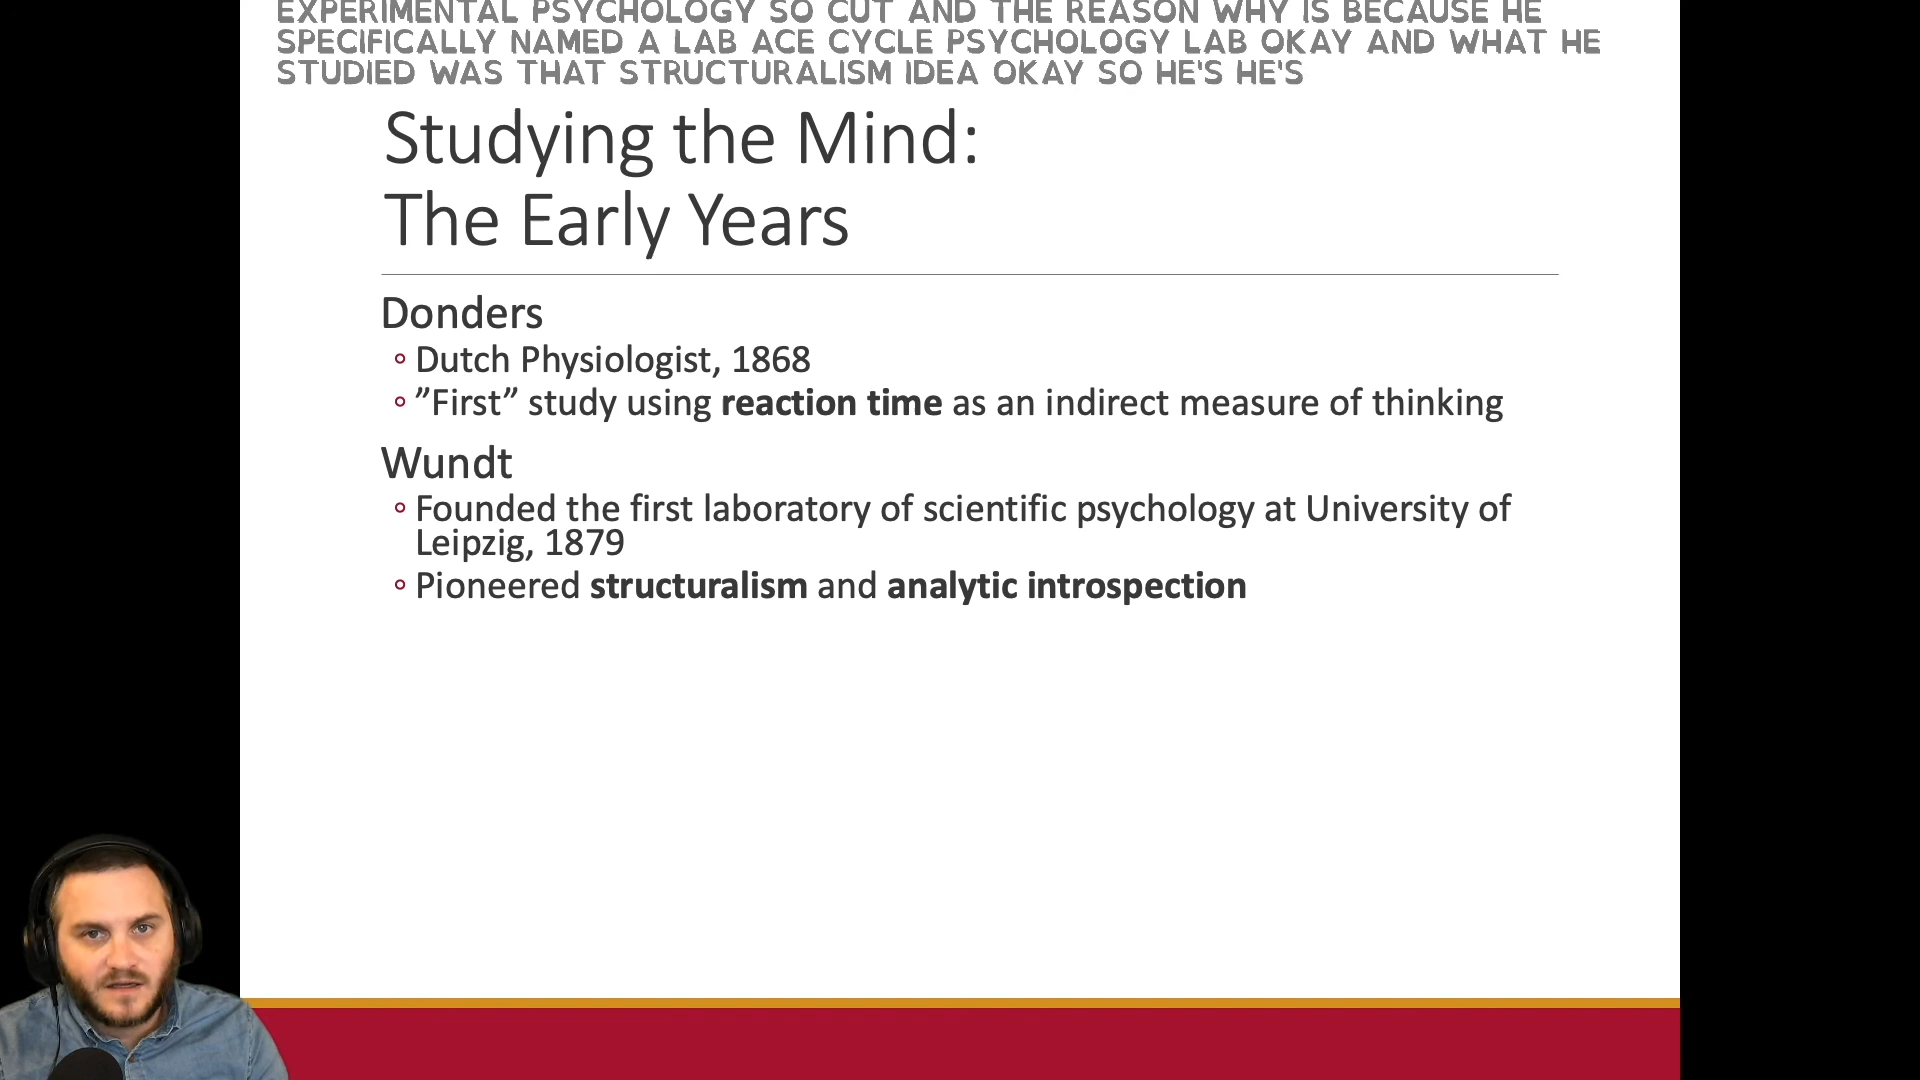 EXPERIMENTAL PSYCHOLOGY SO CUT AND THE REASON WHY IS BECAUSE HE
SPECIFICALLY NAMED A LAB ACE CYCLE PSYCHOLOGY LAB OKAY AND WHAT HE
STUDIED WAS THAT STRUCTURALISM IDEA OKAY SO HE'S HE'S
Studying the Mind:
The Early Years
Donders
◦ Dutch Physiologist, 1868
◦ ”First” study using reaction time as an indirect measure of thinking
Wundt
◦ Founded the first laboratory of scientific psychology at University of
Leipzig, 1879
◦ Pioneered structuralism and analytic introspection